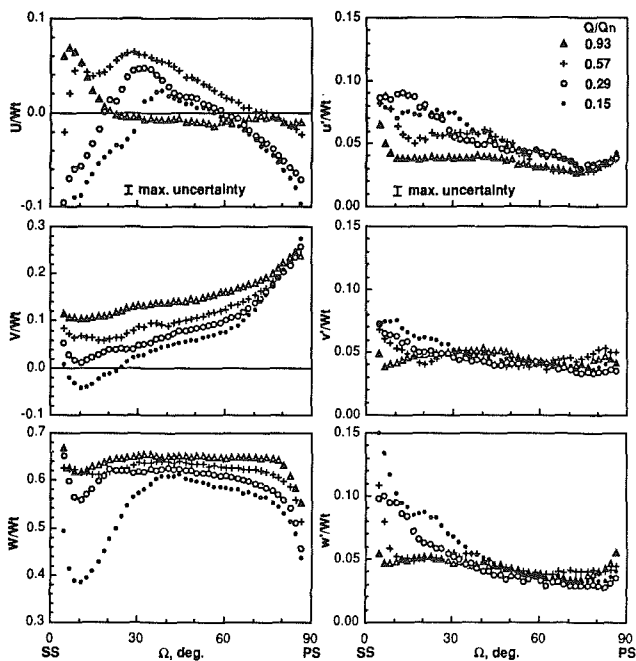 0.1
0.0
-0.1
U/Wt
I max. uncertainty
0.15
0.10
0.05
0.00
u'/Wt
I max. uncertainty
Q/Qn
0.93
0.57
0.29
0.15
0.3
0.2
0.1
0.0
-0.1
V/Wt
0.15
0.10
0.05
0.00
v'/Wt
0.7
0.6
0.5
0.4
0.3
W/Wt
0 30 60 90
SS Ω, deg. PS
0.15
0.10
0.05
0.00
w'/Wt
0 30 60 90
SS Ω, deg. PS